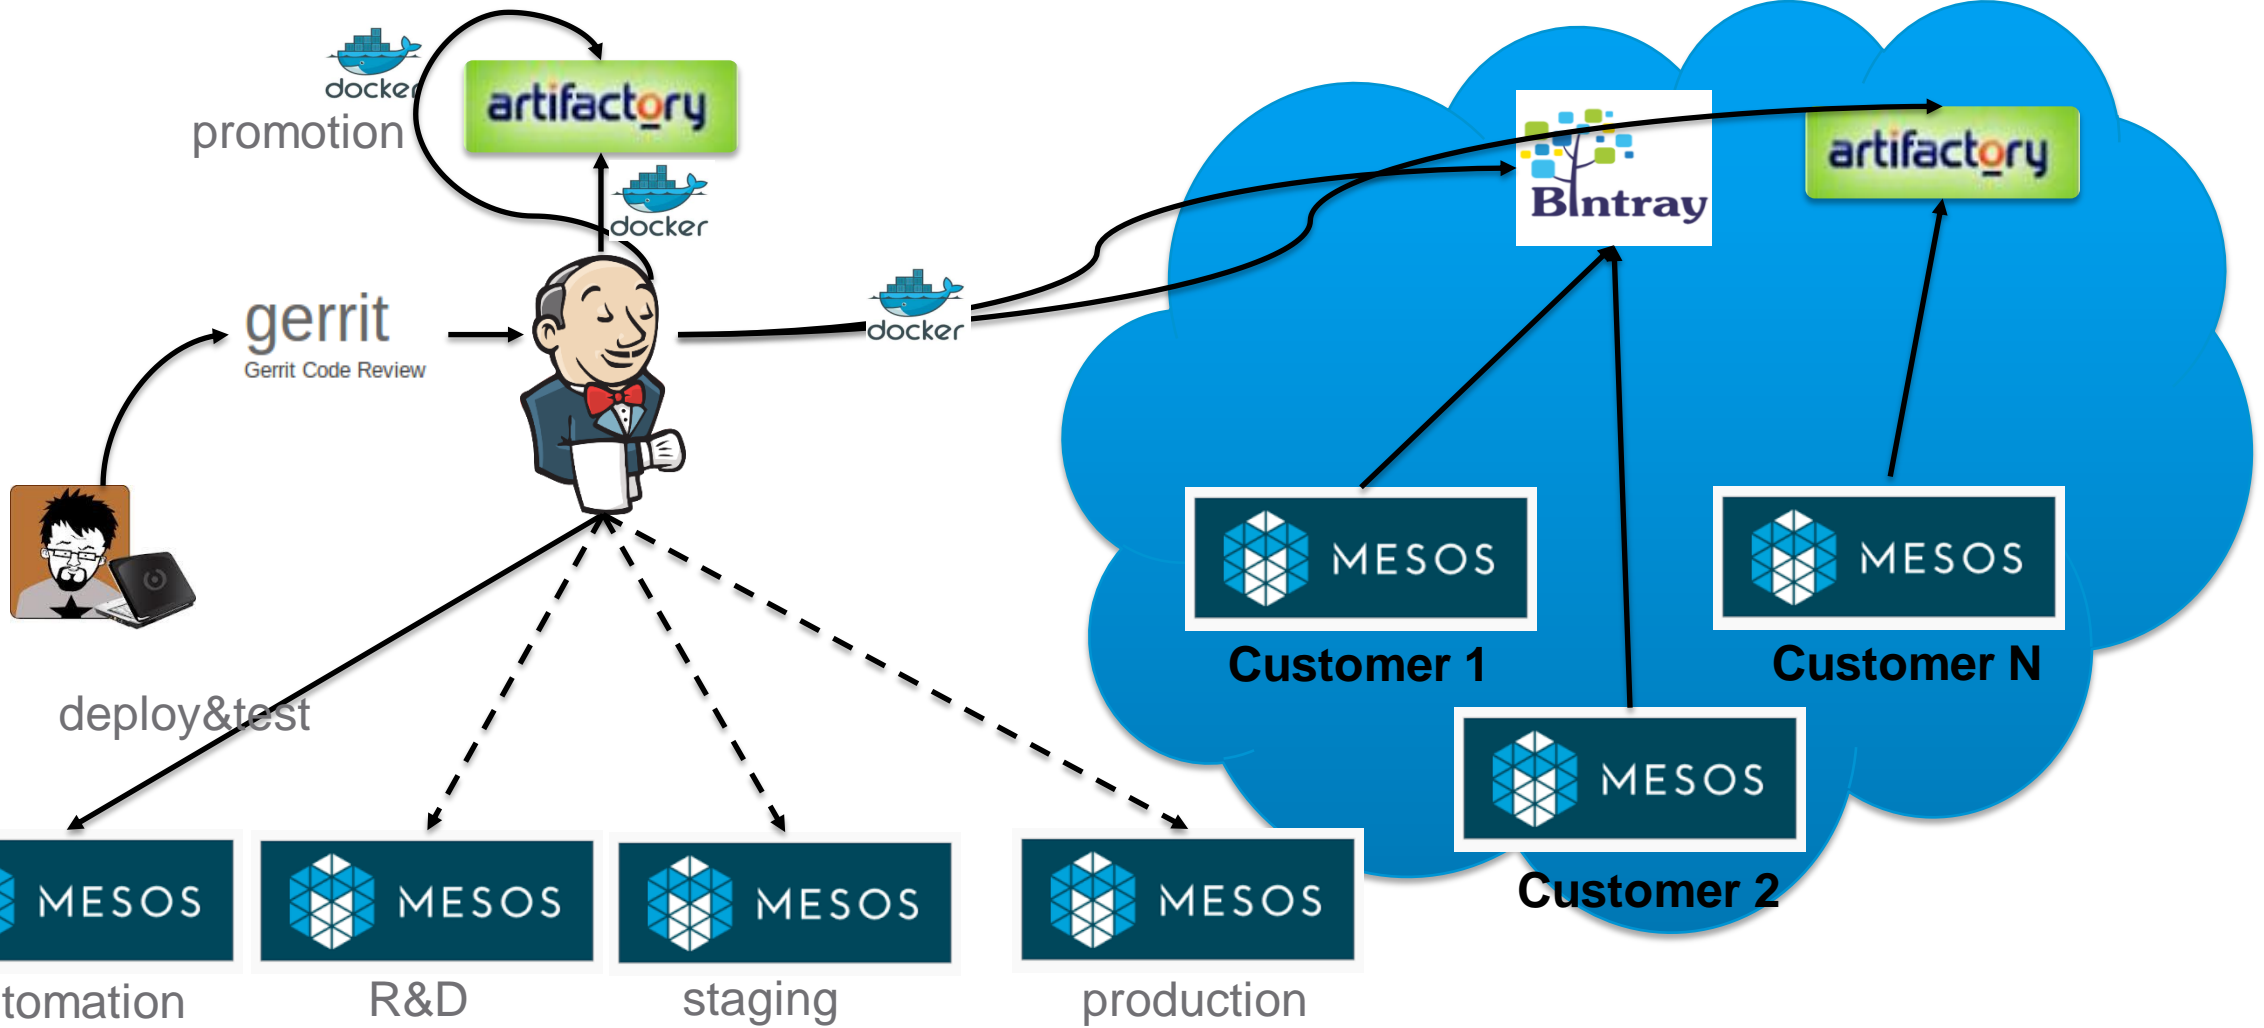 docker
promotion
artifactory
docker
gerrit
Gerrit Code Review
docker
Bintray
artifactory
MESOS
Customer 1
MESOS
Customer N
MESOS
Customer 2
deploy&test
MESOS
tomation
MESOS
R&D
MESOS
staging
MESOS
production